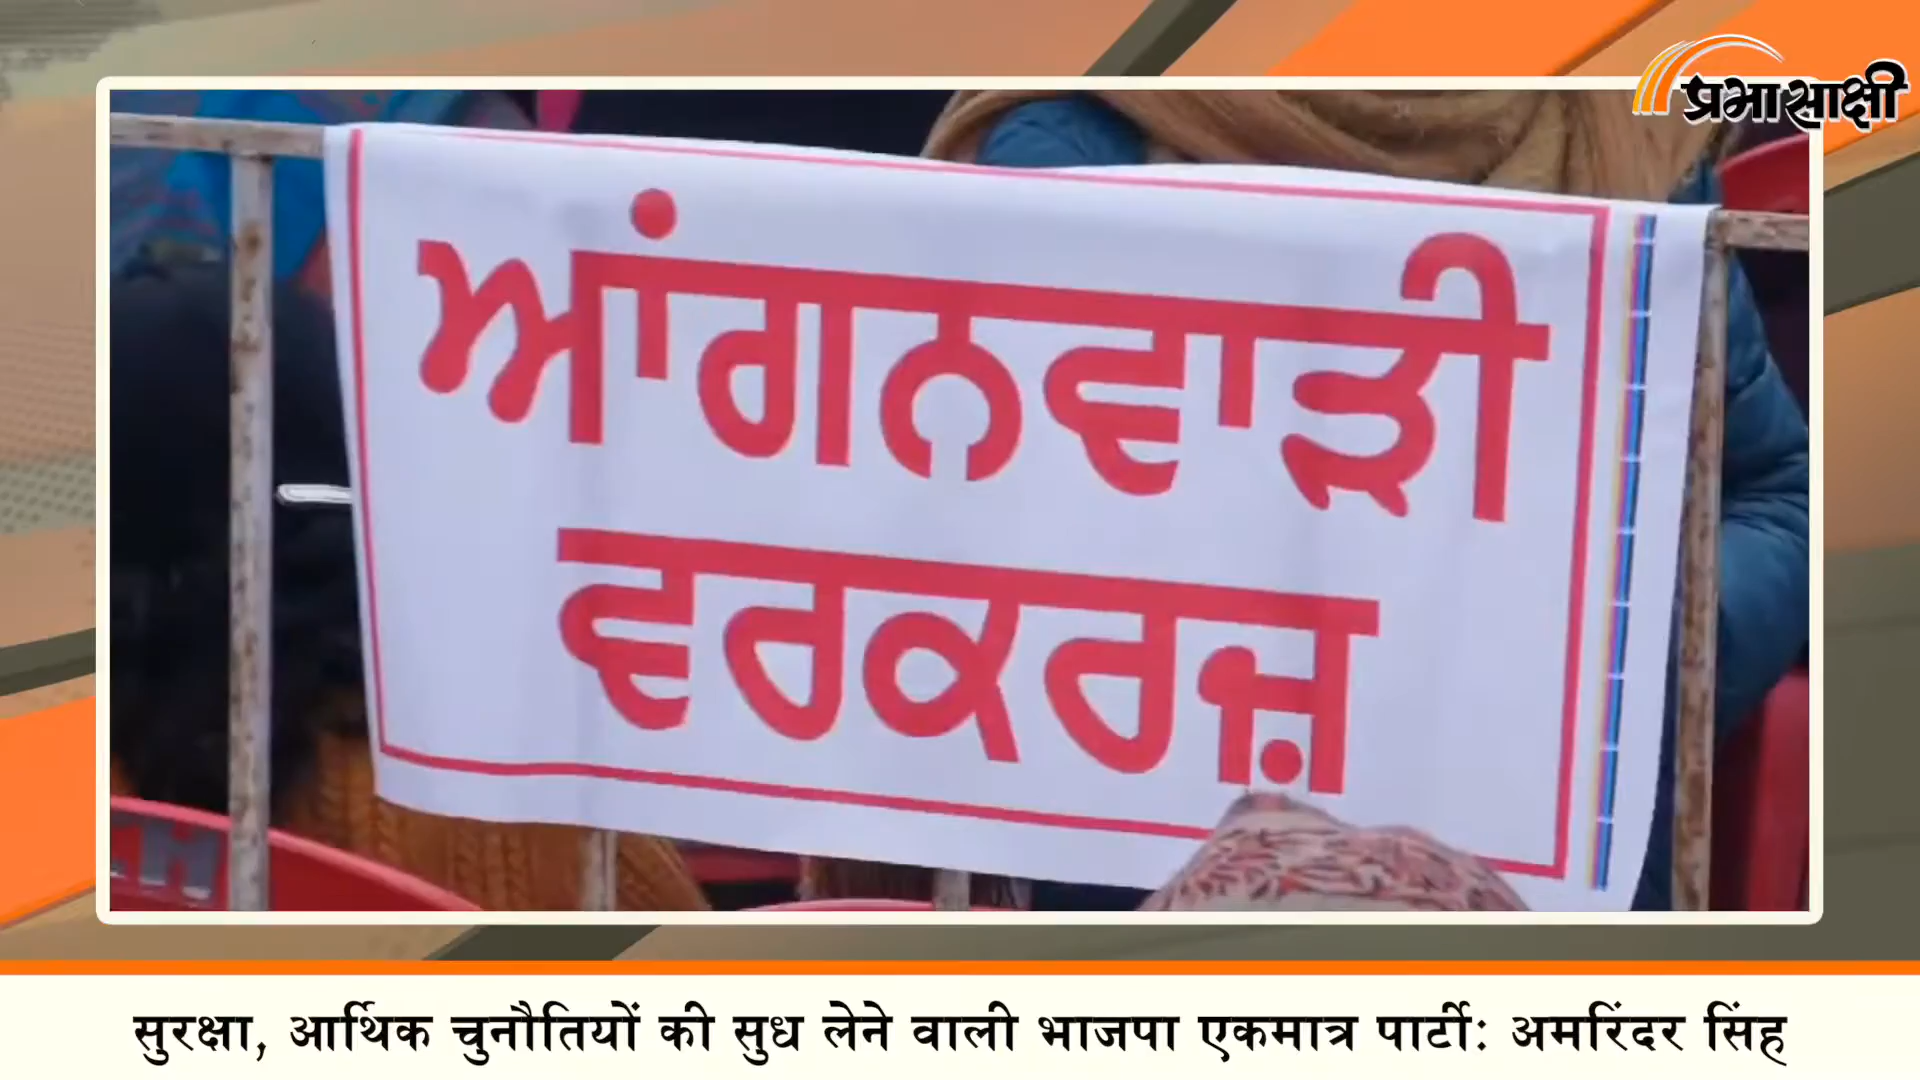 प्रभासाक्षी
ਆਂਗਨਵਾੜੀ
ਵਰਕਰਜ਼
सुरक्षा, आर्थिक चुनौतियों की सुध लेने वाली भाजपा एकमात्र पार्टी: अमरिंदर सिंह